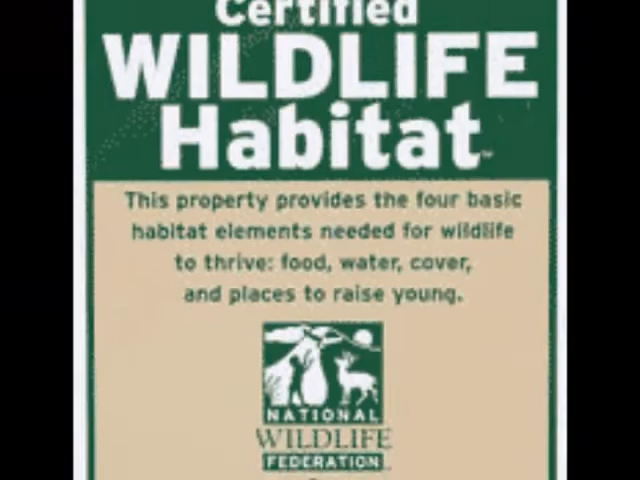 Certified
WILDLIFE
Habitat™
This property provides the four basic
habitat elements needed for wildlife
to thrive: food, water, cover,
and places to raise young.
NATIONAL
WILDLIFE
FEDERATION